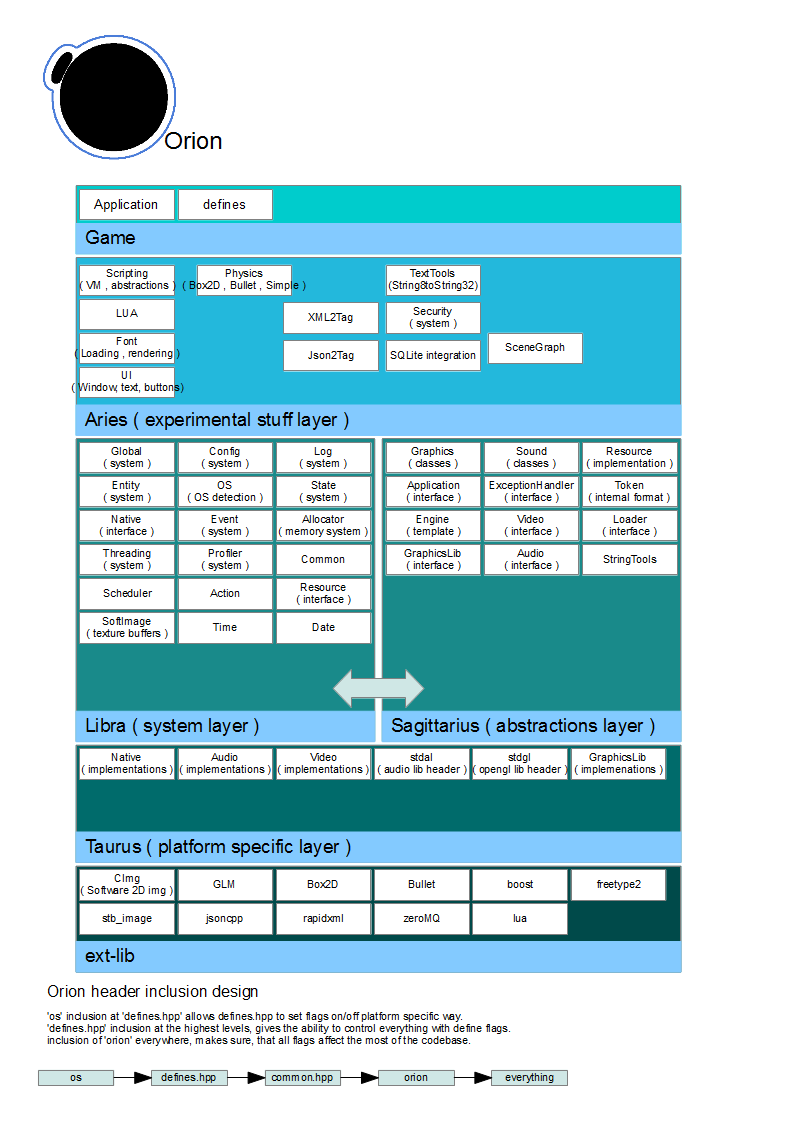 Orion
Application
defines
Game
Scripting
( VM , abstractions )
Physics
( Box2D , Bullet , Simple )
TextTools
(String8toString32)
LUA
XML2Tag
Security
( system )
Font
( Loading , rendering )
Json2Tag
SQLite integration
SceneGraph
UI
( Window, text, buttons)
Aries ( experimental stuff layer )
Global
( system )
Config
( system )
Log
( system )
Entity
( system )
OS
( OS detection )
State
( system )
Native
( interface )
Event
( system )
Allocator
( memory system )
Threading
( system )
Profiler
( system )
Common
Scheduler
Action
Resource
( interface )
SoftImage
( texture buffers )
Time
Date
Libra ( system layer )
Graphics
( classes )
Sound
( classes )
Resource
( implementation )
Application
( interface )
ExceptionHandler
( interface )
Token
( internal format )
Engine
( template )
Video
( interface )
Loader
( interface )
GraphicsLib
( interface )
Audio
( interface )
StringTools
Sagittarius ( abstractions layer )
Native
( implementations )
Audio
( implementations )
Video
( implementations )
stdal
( audio lib header )
stdgl
( opengl lib header )
GraphicsLib
( implemenations )
Taurus ( platform specific layer )
CImg
( Software 2D img )
GLM
Box2D
Bullet
boost
freetype2
stb_image
jsoncpp
rapidxml
zeroMQ
lua
ext-lib
Orion header inclusion design
'os' inclusion at 'defines.hpp' allows defines.hpp to set flags on/off platform specific way.
'defines.hpp' inclusion at the highest levels, gives the ability to control everything with define flags.
inclusion of 'orion' everywhere, makes sure, that all flags affect the most of the codebase.
os
defines.hpp
common.hpp
orion
everything